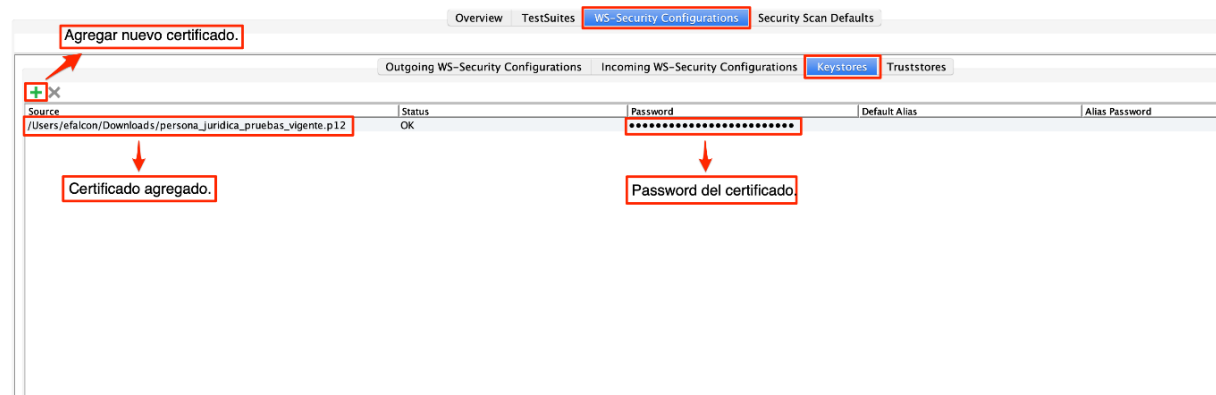 Overview TestSuites WS-Security Configurations Security Scan Defaults
Agregar nuevo certificado.
Outgoing WS-Security Configurations Incoming WS-Security Configurations Keystores Truststores
Source Status Password Default Alias Alias Password
/Users/efalcon/Downloads/persona_juridica_pruebas_vigente.p12 OK •••••••••••••••••••••••••
Certificado agregado. Password del certificado.